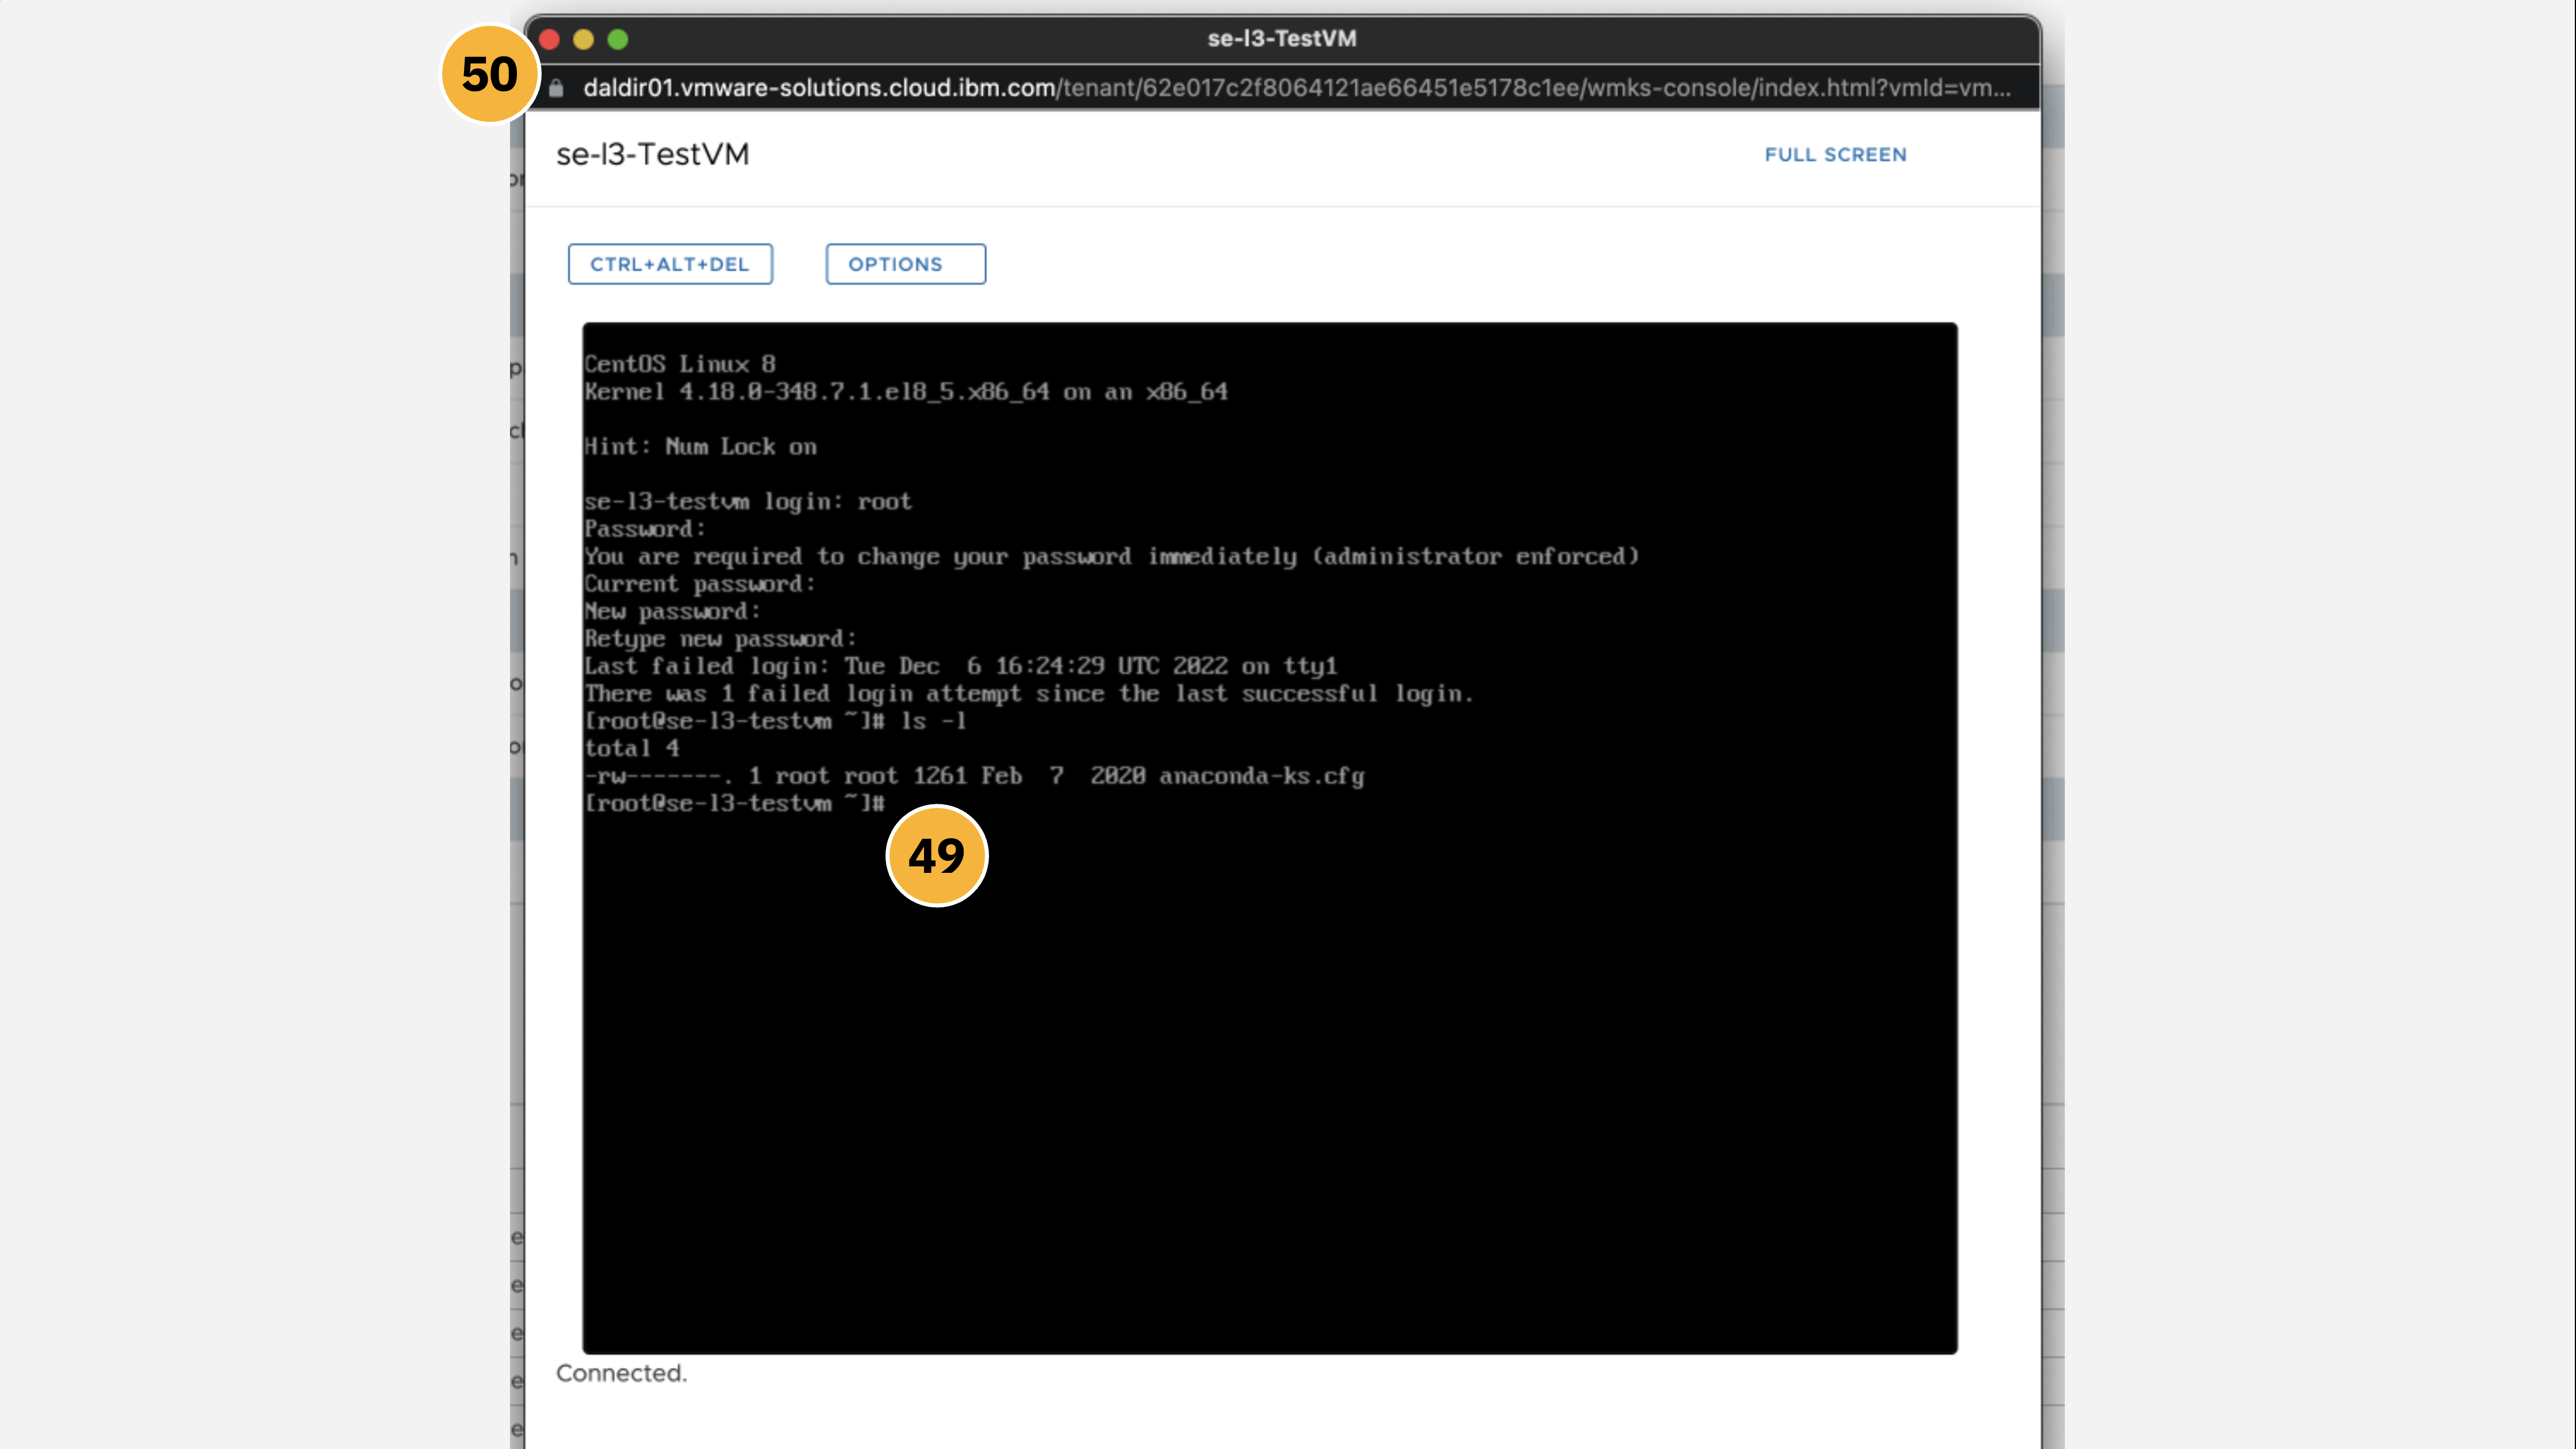 50
se-l3-TestVM
daldir01.vmware-solutions.cloud.ibm.com/tenant/62e017c2f8064121ae66451e5178c1ee/wmks-console/index.html?vmId=vm...
se-l3-TestVM
FULL SCREEN
CTRL+ALT+DEL
OPTIONS
CentOS Linux 8
Kernel 4.18.0-348.7.1.el8_5.x86_64 on an x86_64
Hint: Num Lock on
se-l3-testvm login: root
Password:
You are required to change your password immediately (administrator enforced)
Current password:
New password:
Retype new password:
Last failed login: Tue Dec  6 16:24:29 UTC 2022 on tty1
There was 1 failed login attempt since the last successful login.
[root@se-l3-testvm ~]# ls -l
total 4
-rw-------. 1 root root 1261 Feb  7  2020 anaconda-ks.cfg
[root@se-l3-testvm ~]#
49
Connected.